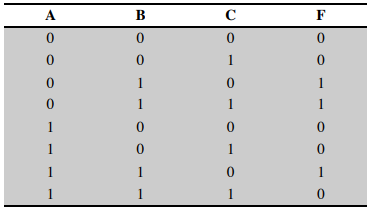 A B C F
0 0 0 0
0 0 1 0
0 1 0 1
0 1 1 1
1 0 0 0
1 0 1 0
1 1 0 1
1 1 1 0